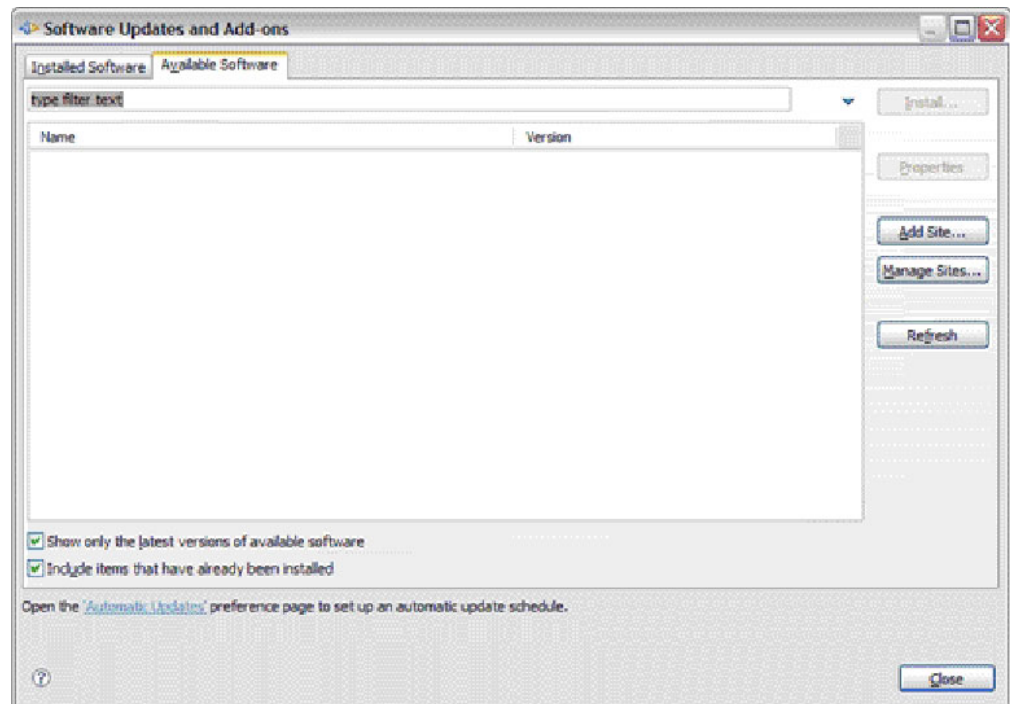 Software Updates and Add-ons
Installed Software Available Software
type filter text
Install...
Name Version
Properties
Add Site...
Manage Sites...
Refresh
Show only the latest versions of available software
Include items that have already been installed
Open the 'Automatic Updates' preference page to set up an automatic update schedule.
Close